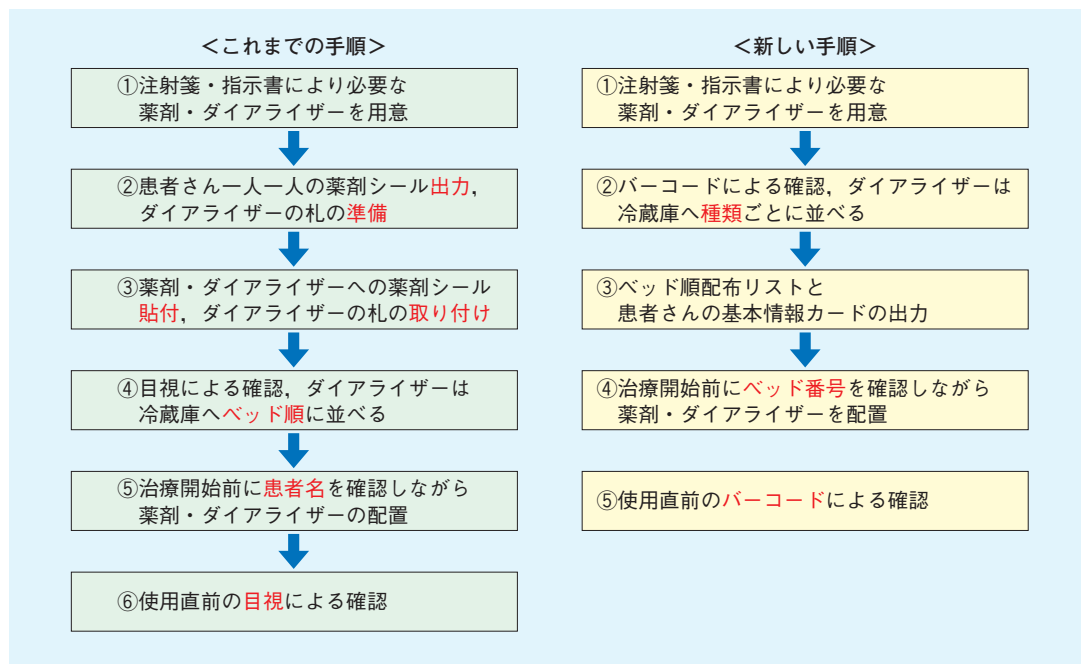 ＜これまでの手順＞
①注射箋・指示書により必要な
薬剤・ダイアライザーを用意
②患者さん一人一人の薬剤シール出力，
ダイアライザーの札の準備
③薬剤・ダイアライザーへの薬剤シール
貼付，ダイアライザーの札の取り付け
④目視による確認，ダイアライザーは
冷蔵庫へベッド順に並べる
⑤治療開始前に患者名を確認しながら
薬剤・ダイアライザーの配置
⑥使用直前の目視による確認
＜新しい手順＞
①注射箋・指示書により必要な
薬剤・ダイアライザーを用意
②バーコードによる確認，ダイアライザーは
冷蔵庫へ種類ごとに並べる
③ベッド順配布リストと
患者さんの基本情報カードの出力
④治療開始前にベッド番号を確認しながら
薬剤・ダイアライザーを配置
⑤使用直前のバーコードによる確認